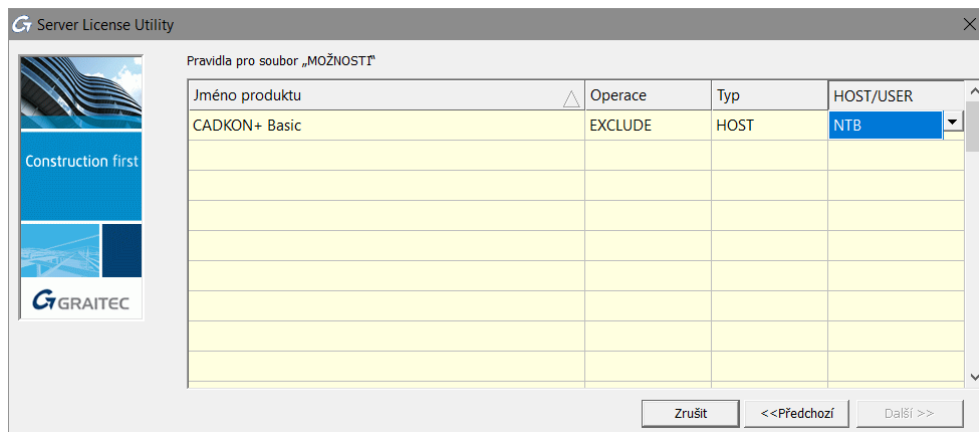 Server License Utility
Pravidla pro soubor „MOŽNOSTI“
Jméno produktu Operace Typ HOST/USER
CADKON+ Basic EXCLUDE HOST NTB
Construction first
GRAITEC
Zrušit <<Předchozí Další >>